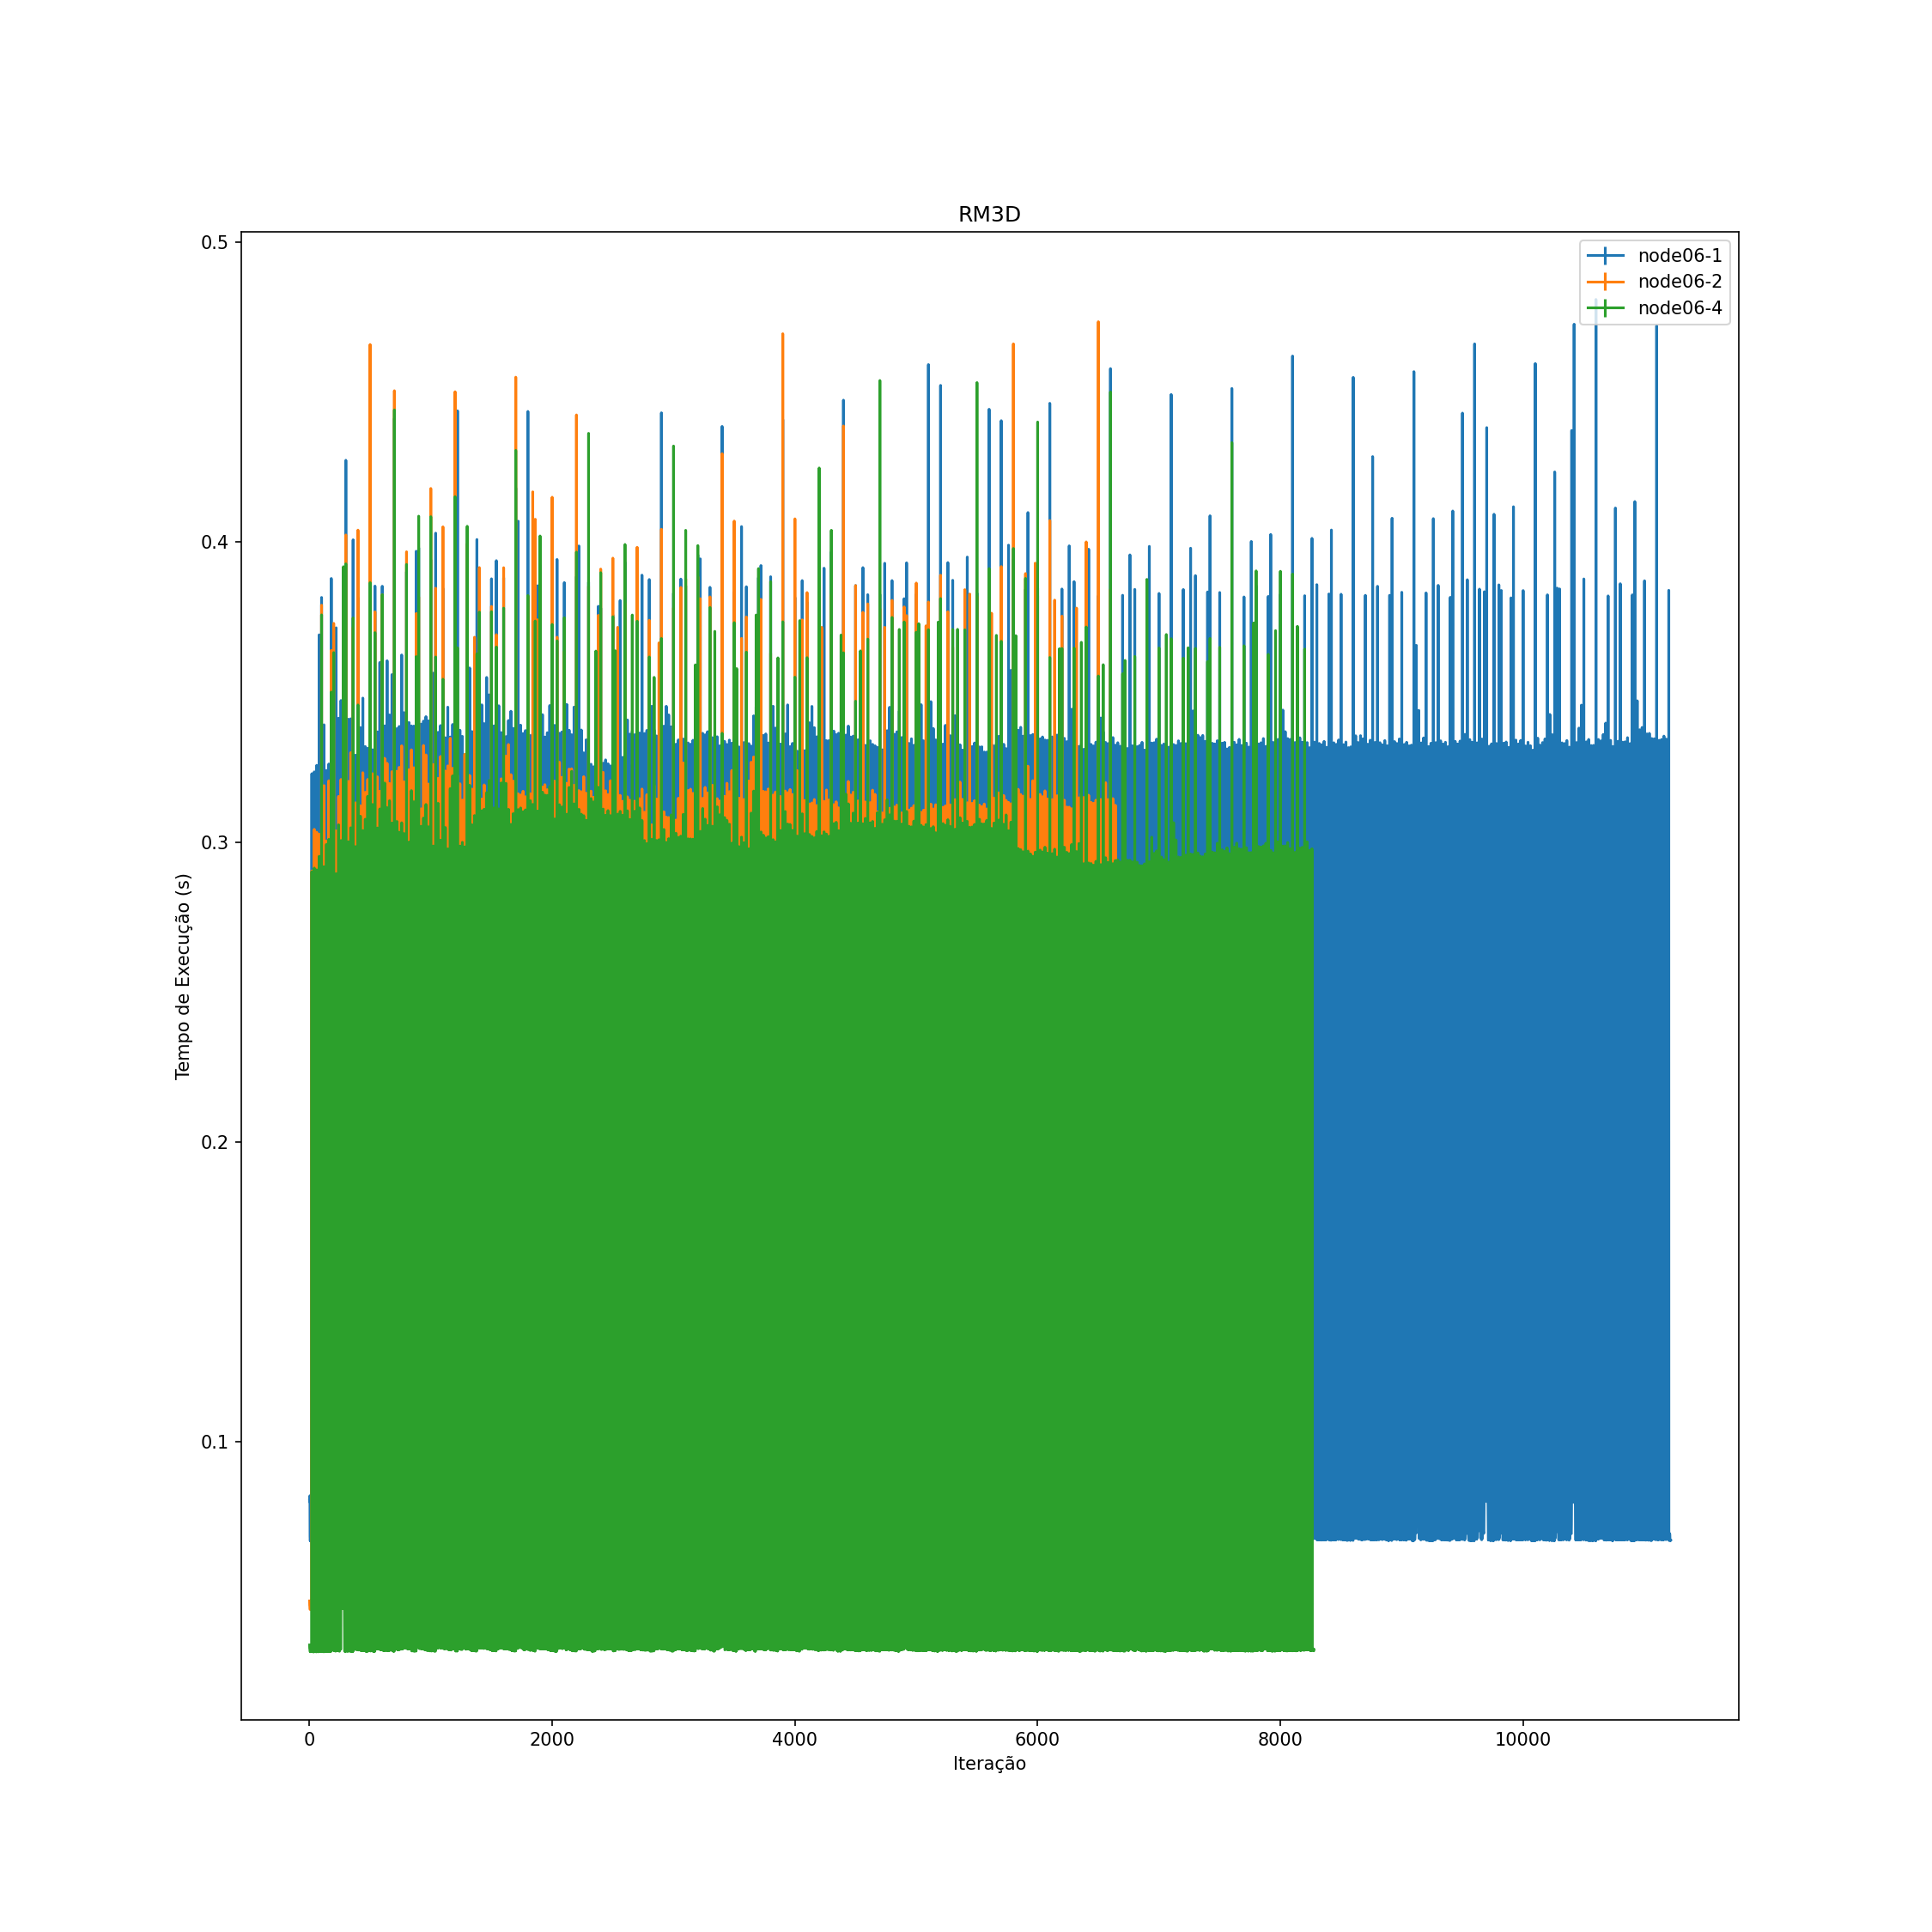 RM3D
node06-1
node06-2
node06-4
0.5
0.4
0.3
0.2
0.1
Tempo de Execução (s)
0 2000 4000 6000 8000 10000
Iteração